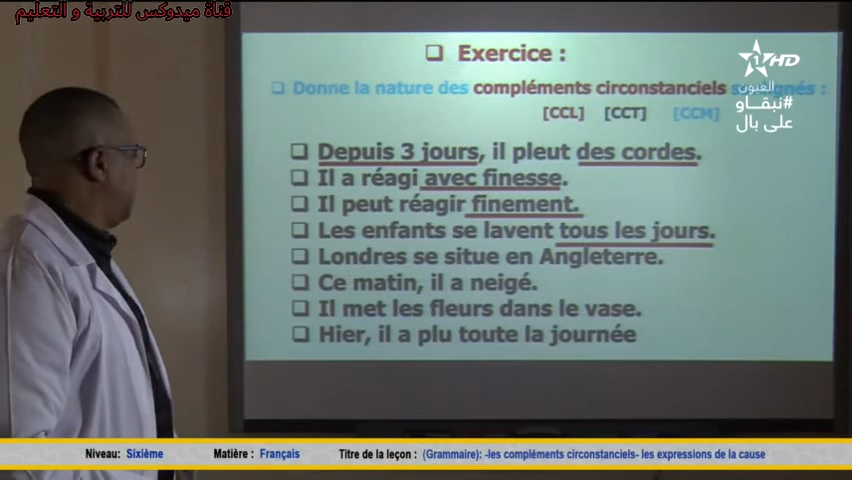 قناة ميدوكس للتربية و التعليم
❑ Exercice :
1 HD
العيون
#نبقاو
على بال
❑ Donne la nature des compléments circonstanciels :
[CCL] [CCT] [CCM]
❑ Depuis 3 jours, il pleut des cordes.
❑ Il a réagi avec finesse.
❑ Il peut réagir finement.
❑ Les enfants se lavent tous les jours.
❑ Londres se situe en Angleterre.
❑ Ce matin, il a neigé.
❑ Il met les fleurs dans le vase.
❑ Hier, il a plu toute la journée
Niveau: Sixième Matière : Français Titre de la leçon : (Grammaire): -les compléments circonstanciels- les expressions de la cause